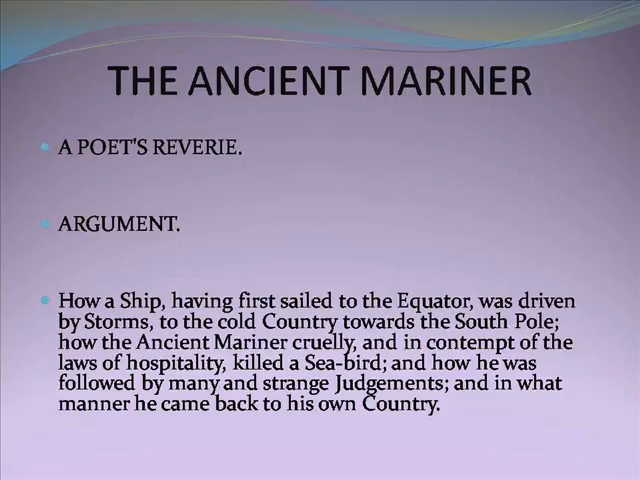 THE ANCIENT MARINER
A POET'S REVERIE.
ARGUMENT.
How a Ship, having first sailed to the Equator, was driven
by Storms, to the cold Country towards the South Pole;
how the Ancient Mariner cruelly, and in contempt of the
laws of hospitality, killed a Sea-bird; and how he was
followed by many and strange Judgements; and in what
manner he came back to his own Country.